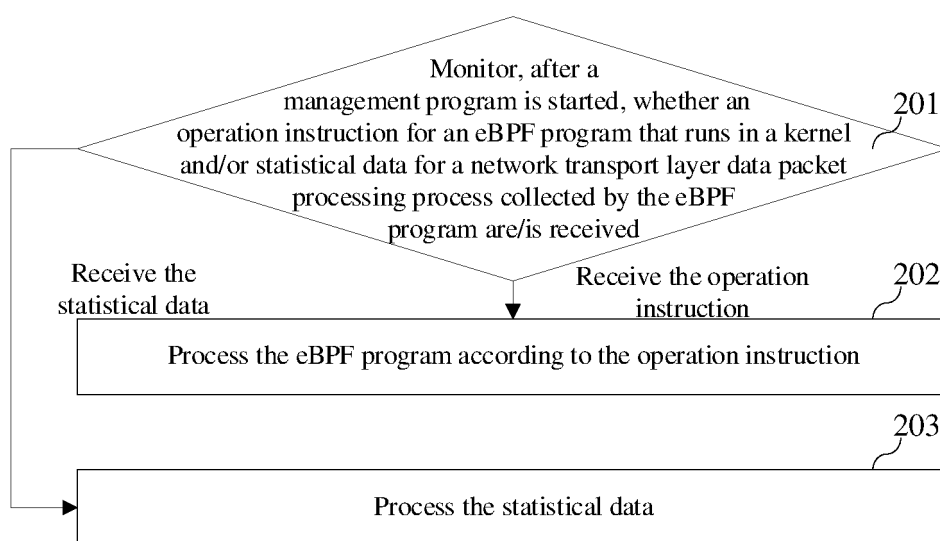 Monitor, after a
management program is started, whether an
operation instruction for an eBPF program that runs in a kernel
and/or statistical data for a network transport layer data packet
processing process collected by the eBPF
program are/is received
201
Receive the
statistical data
Receive the operation
instruction
202
Process the eBPF program according to the operation instruction
203
Process the statistical data